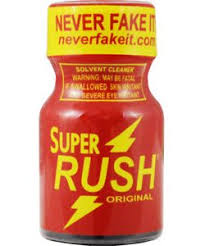 NEVER FAKE IT
neverfakeit.com
SOLVENT CLEANER
WARNING: MAY BE FATAL
IF SWALLOWED SKIN IRRITANT
SEVERE EYE
SUPER
RUSH
ORIGINAL